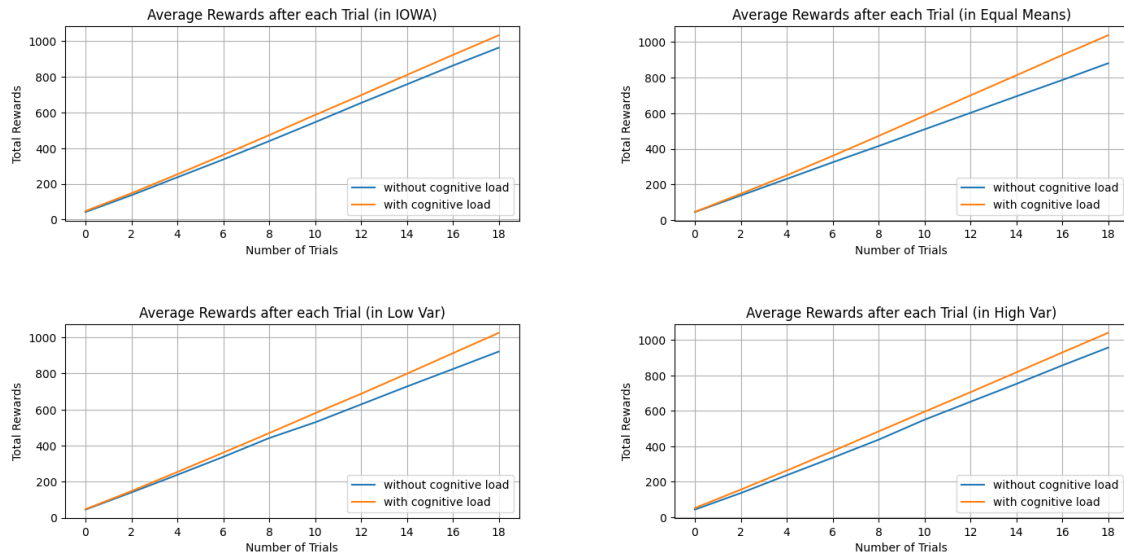 Average Rewards after each Trial (in IOWA)
1000
800
600
400
200
0
Total Rewards
without cognitive load
with cognitive load
0 2 4 6 8 10 12 14 16 18
Number of Trials
Average Rewards after each Trial (in Equal Means)
1000
800
600
400
200
0
Total Rewards
without cognitive load
with cognitive load
0 2 4 6 8 10 12 14 16 18
Number of Trials
Average Rewards after each Trial (in Low Var)
1000
800
600
400
200
0
Total Rewards
without cognitive load
with cognitive load
0 2 4 6 8 10 12 14 16 18
Number of Trials
Average Rewards after each Trial (in High Var)
1000
800
600
400
200
0
Total Rewards
without cognitive load
with cognitive load
0 2 4 6 8 10 12 14 16 18
Number of Trials